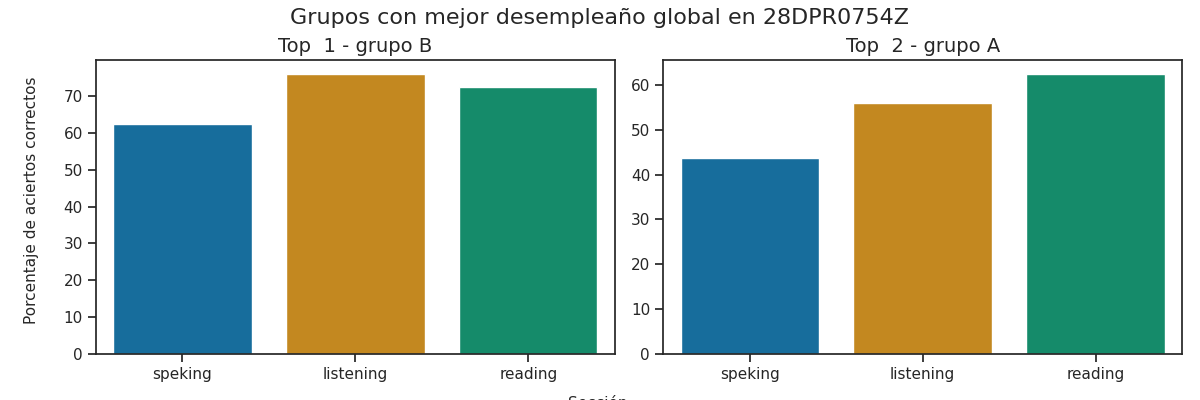 Grupos con mejor desempleaño global en 28DPR0754Z
Top  1 - grupo B
Porcentaje de aciertos correctos
70
60
50
40
30
20
10
0
speking
listening
reading
Top  2 - grupo A
60
50
40
30
20
10
0
speking
listening
reading
Sección